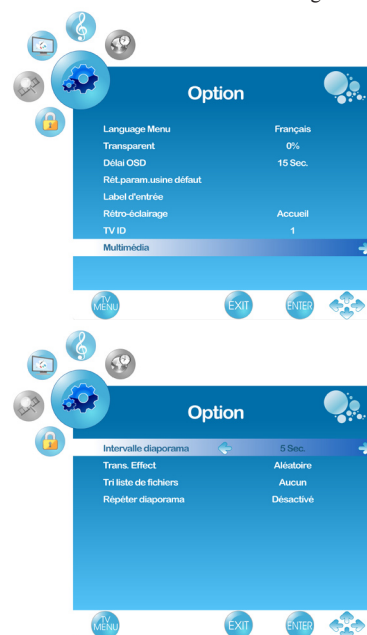 Option
Language Menu Français
Transparent 0%
Délai OSD 15 Sec.
Rét.param.usine défaut
Label d'entrée
Rétro-éclairage Accueil
TV ID 1
Multimédia
TV MENU EXIT ENTER
Option
Intervalle diaporama 5 Sec.
Trans. Effect Aléatoire
Tri liste de fichiers Aucun
Répéter diaporama Désactivé
TV MENU EXIT ENTER